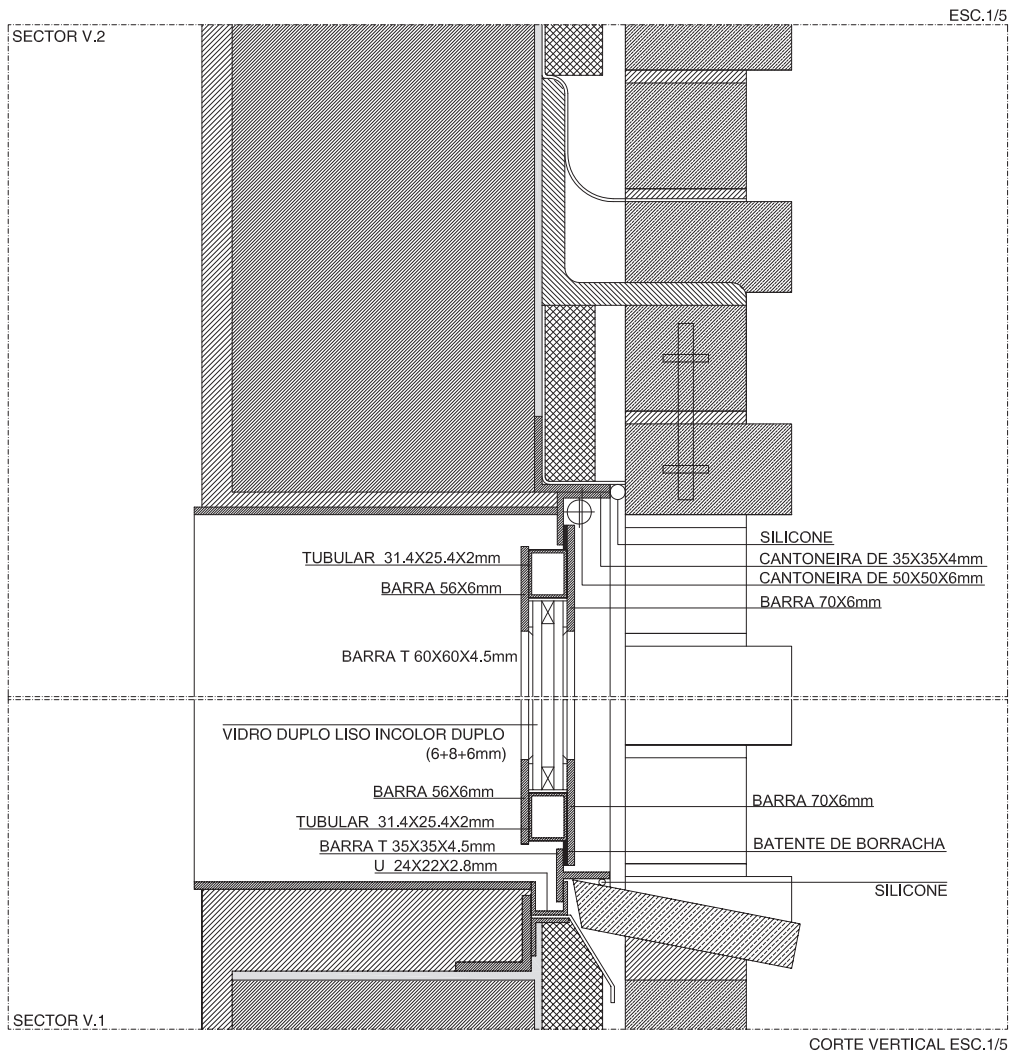 ESC.1/5
SECTOR V.2
SILICONE
TUBULAR 31.4X25.4X2mm
CANTONEIRA DE 35X35X4mm
CANTONEIRA DE 50X50X6mm
BARRA 56X6mm
BARRA 70X6mm
BARRA T 60X60X4.5mm
VIDRO DUPLO LISO INCOLOR DUPLO
(6+8+6mm)
BARRA 56X6mm
BARRA 70X6mm
TUBULAR 31.4X25.4X2mm
BARRA T 35X35X4.5mm
BATENTE DE BORRACHA
U 24X22X2.8mm
SILICONE
SECTOR V.1
CORTE VERTICAL ESC.1/5